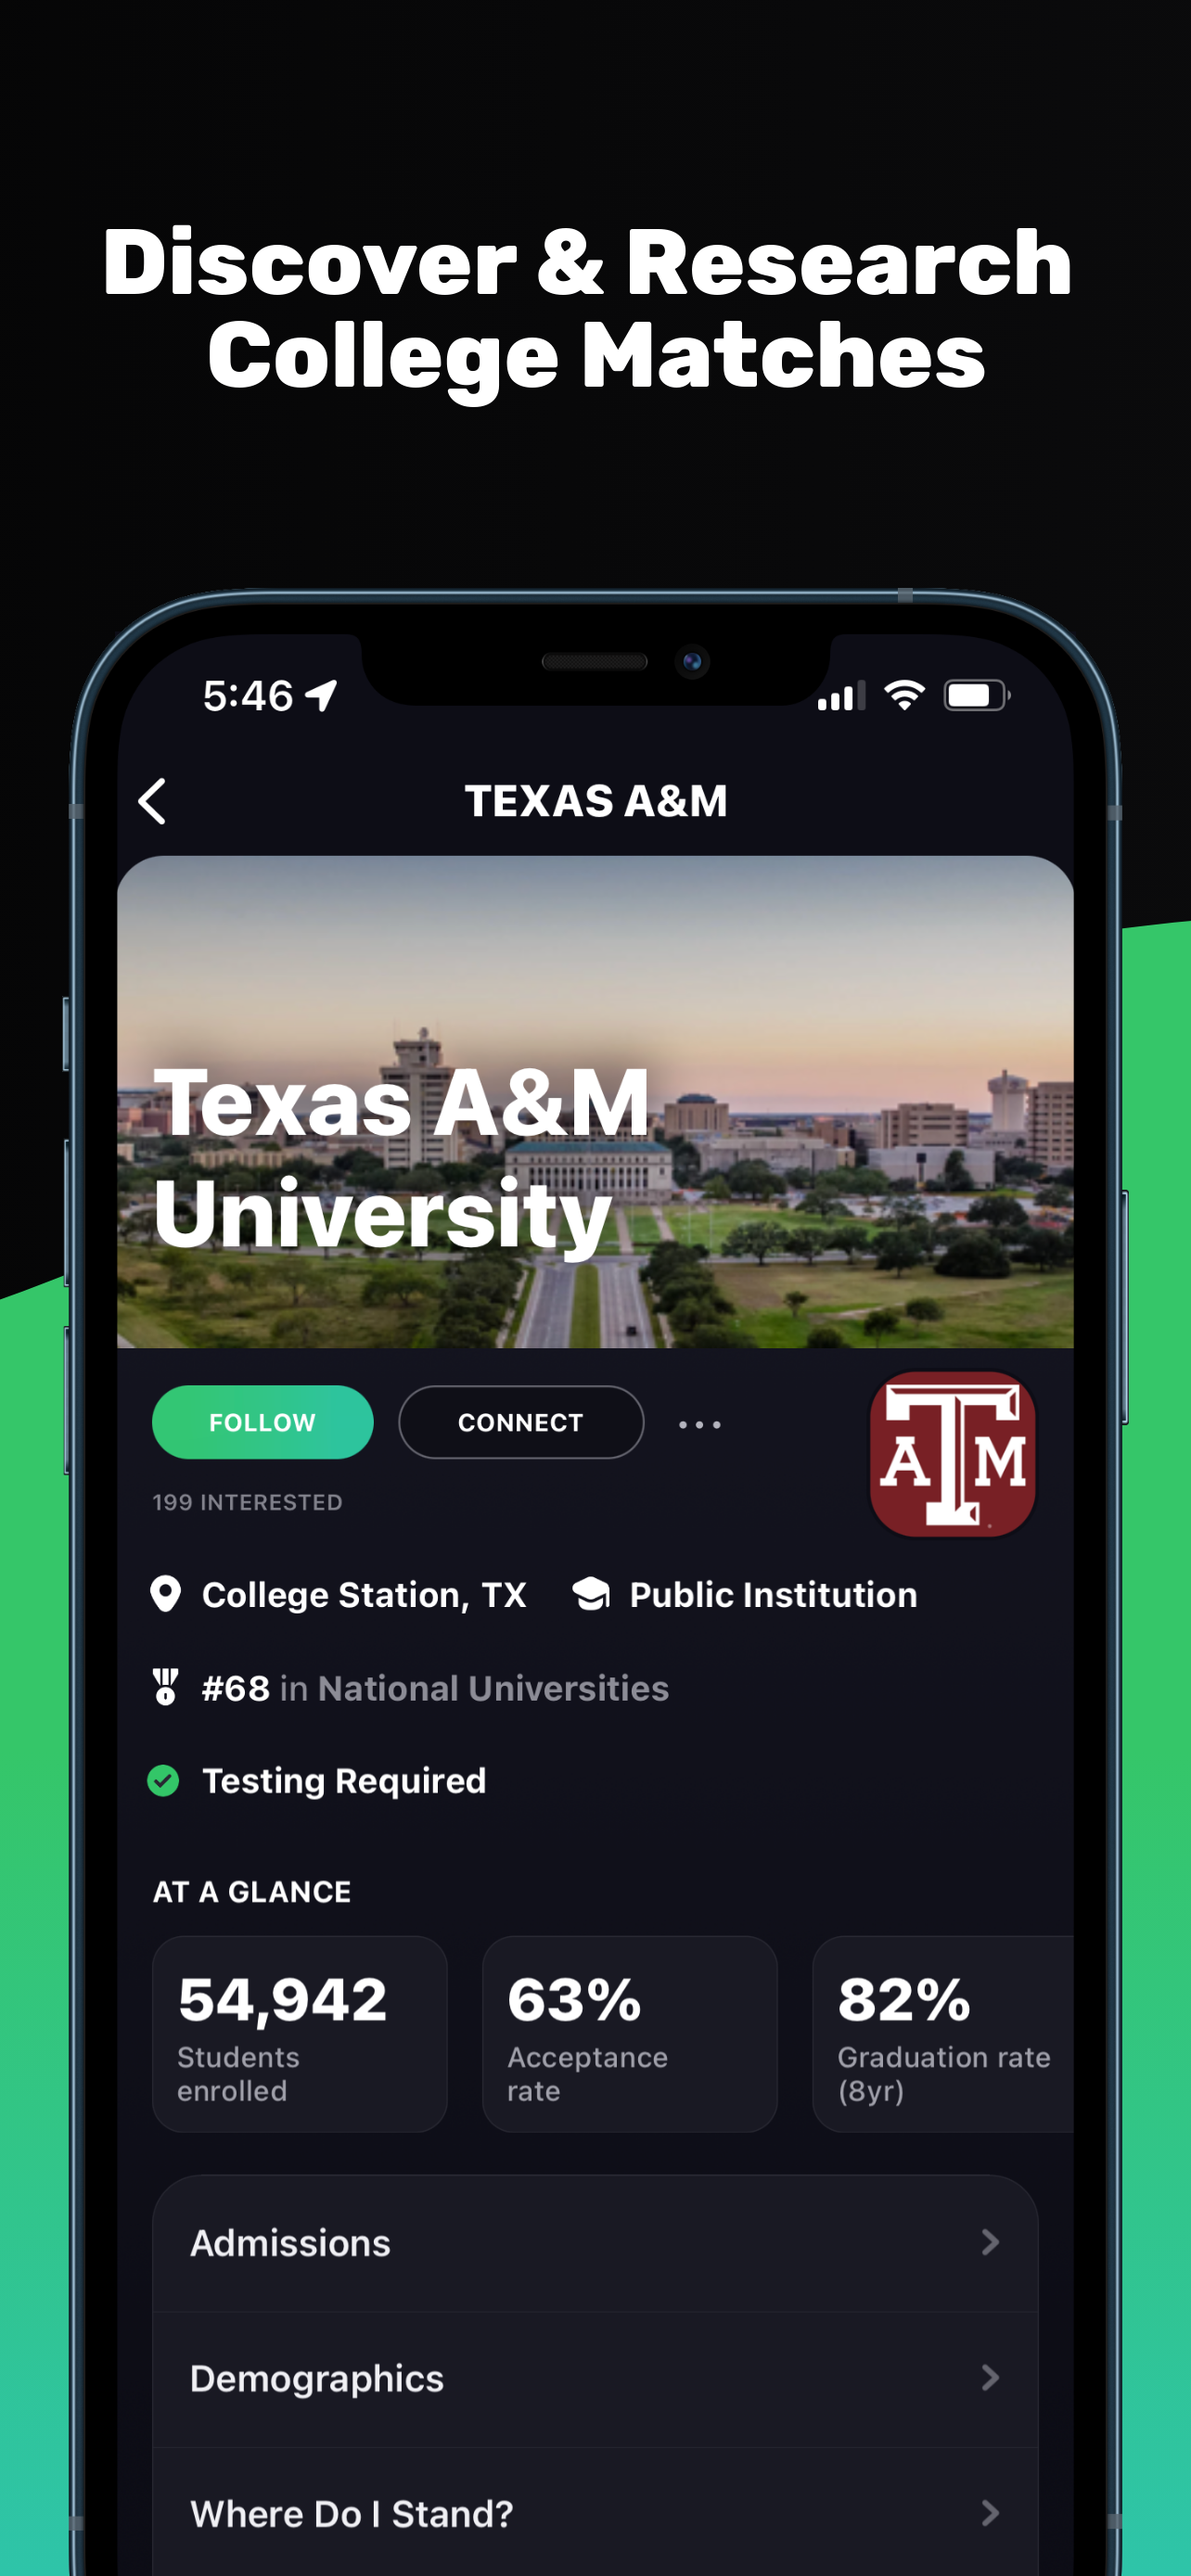 Discover & Research
College Matches
5:46
TEXAS A&M
Texas A&M
University
FOLLOW
CONNECT
ATM
199 INTERESTED
College Station, TX
Public Institution
#68 in National Universities
Testing Required
AT A GLANCE
54,942
Students
enrolled
63%
Acceptance
rate
82%
Graduation rate
(8yr)
Admissions
Demographics
Where Do I Stand?